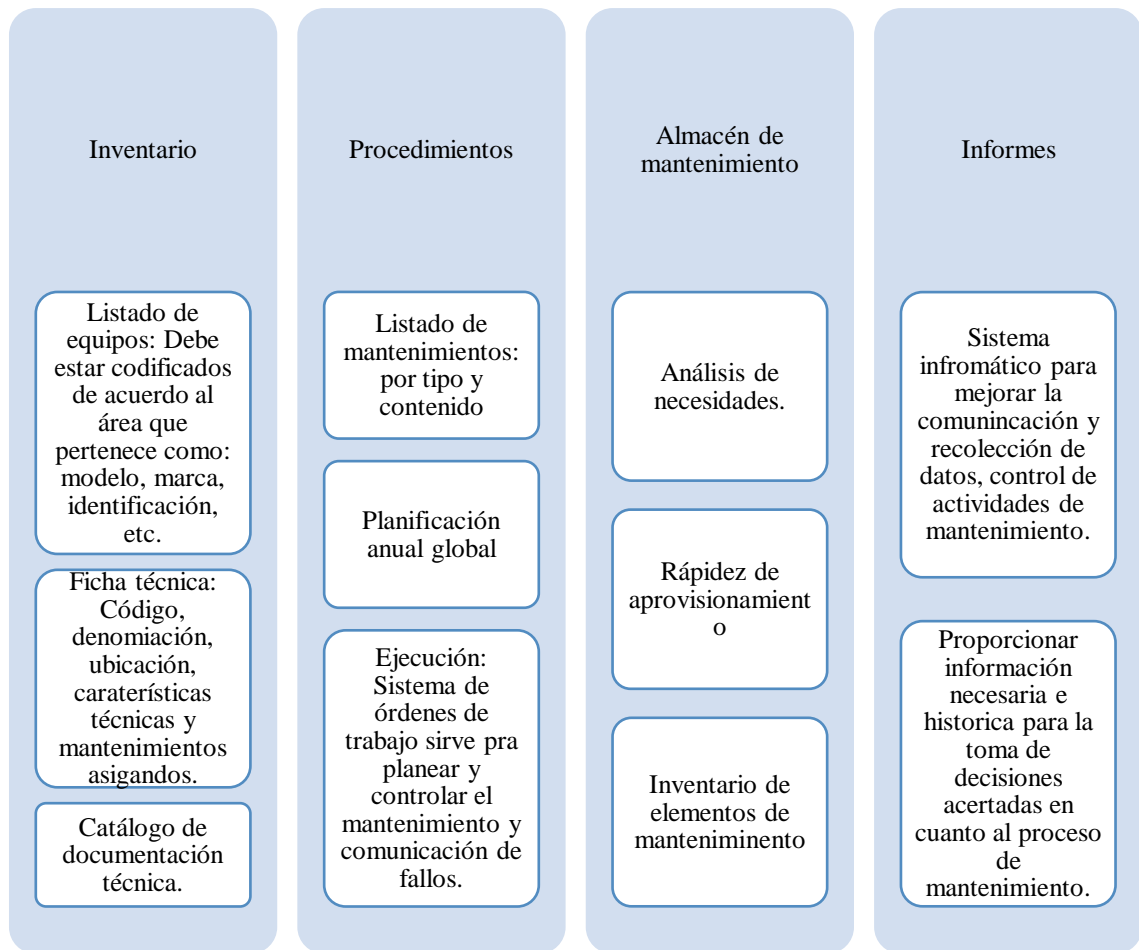 Inventario
Listado de
equipos: Debe
estar codificados
de acuerdo al
área que
pertenece como:
modelo, marca,
identificación,
etc.
Ficha técnica:
Código,
denomiación,
ubicación,
caraterísticas
técnicas y
mantenimientos
asigandos.
Catálogo de
documentación
técnica.
Procedimientos
Listado de
mantenimientos:
por tipo y
contenido
Planificación
anual global
Ejecución:
Sistema de
órdenes de
trabajo sirve pra
planear y
controlar el
mantenimiento y
comunicación de
fallos.
Almacén de
mantenimiento
Análisis de
necesidades.
Rápidez de
aprovisionamient
o
Inventario de
elementos de
manteniminento
Informes
Sistema
infromático para
mejorar la
comunincación y
recolección de
datos, control de
actividades de
mantenimiento.
Proporcionar
información
necesaria e
historica para la
toma de
decisiones
acertadas en
cuanto al proceso
de
mantenimiento.